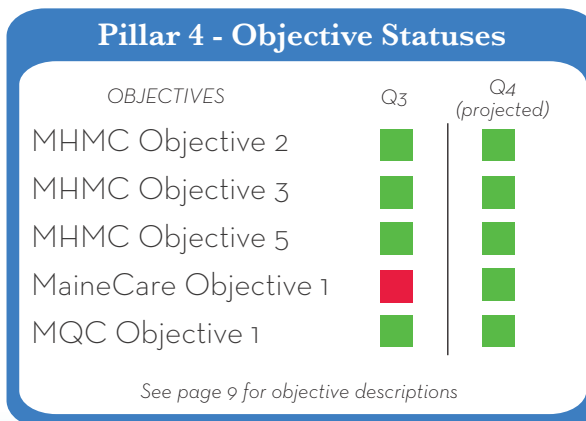 Pillar 4 - Objective Statuses
OBJECTIVES Q3 Q4 (projected)
MHMC Objective 2
MHMC Objective 3
MHMC Objective 5
MaineCare Objective 1
MQC Objective 1
See page 9 for objective descriptions